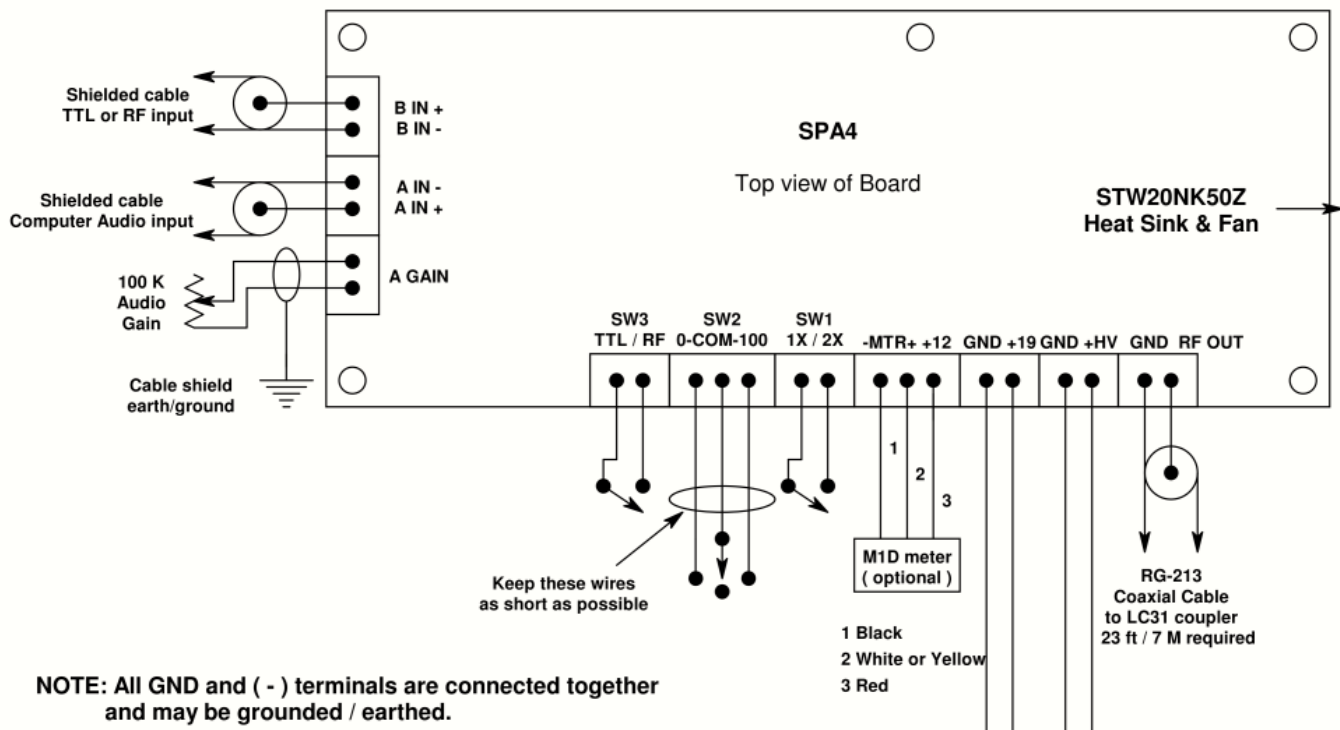 Shielded cable
TTL or RF input
B IN +
B IN -
SPA4
Top view of Board
A IN -
A IN +
Shielded cable
Computer Audio input
STW20NK50Z
Heat Sink & Fan
A GAIN
100 K
Audio
Gain
Cable shield
earth/ground
SW3
TTL / RF
SW2
0-COM-100
SW1
1X / 2X
-MTR+ +12
GND +19
GND +HV
GND RF OUT
1
2
3
M1D meter
( optional )
Keep these wires
as short as possible
RG-213
Coaxial Cable
to LC31 coupler
23 ft / 7 M required
1 Black
2 White or Yellow
3 Red
NOTE: All GND and ( - ) terminals are connected together
and may be grounded / earthed.